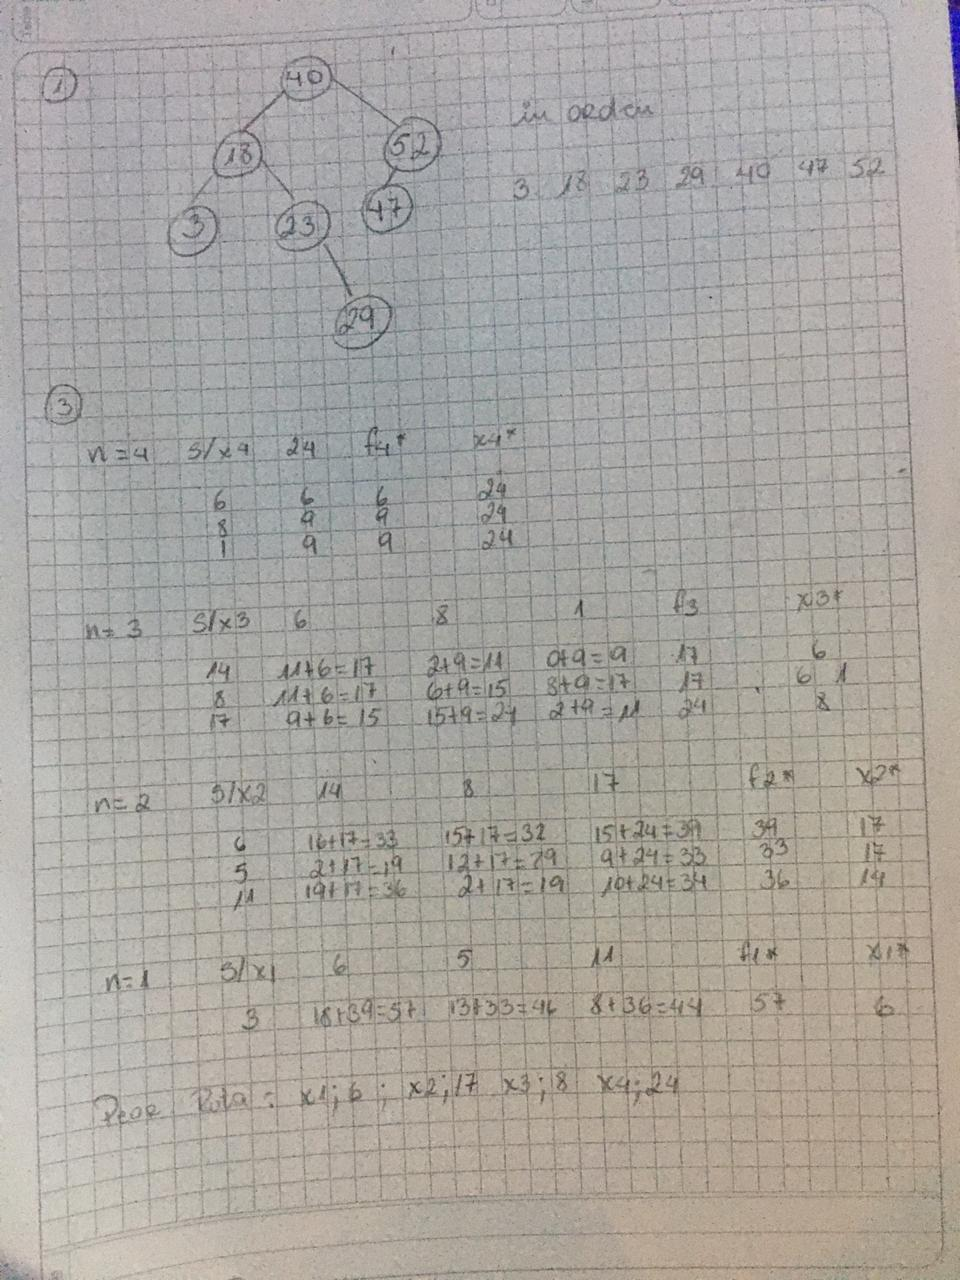 1
40
18 52
3 23 47
29
in orden
3 18 23 29 40 47 52
3
n=4 S/x4 24 f4* x4*
6 6 6 24
8 9 9 24
1 9 9 24
n=3 S/x3 6 8 1 f3 x3*
14 11+6=17 2+9=11 0+9=9 17 6
8 11+6=17 6+9=15 8+9=17 17 6 1
17 9+6=15 15+9=24 2+9=11 24 8
n=2 S/x2 14 8 17 f2* x2*
6 16+17=33 15+17=32 15+24=39 39 17
5 2+17=19 12+17=29 9+24=33 33 17
11 19+17=36 2+17=19 10+24=34 36 14
n=1 S/x1 6 5 11 f1* x1*
3 18+39=57 13+33=46 8+36=44 57 6
Peor Ruta: x1;6; x2;17 x3;8 x4;24